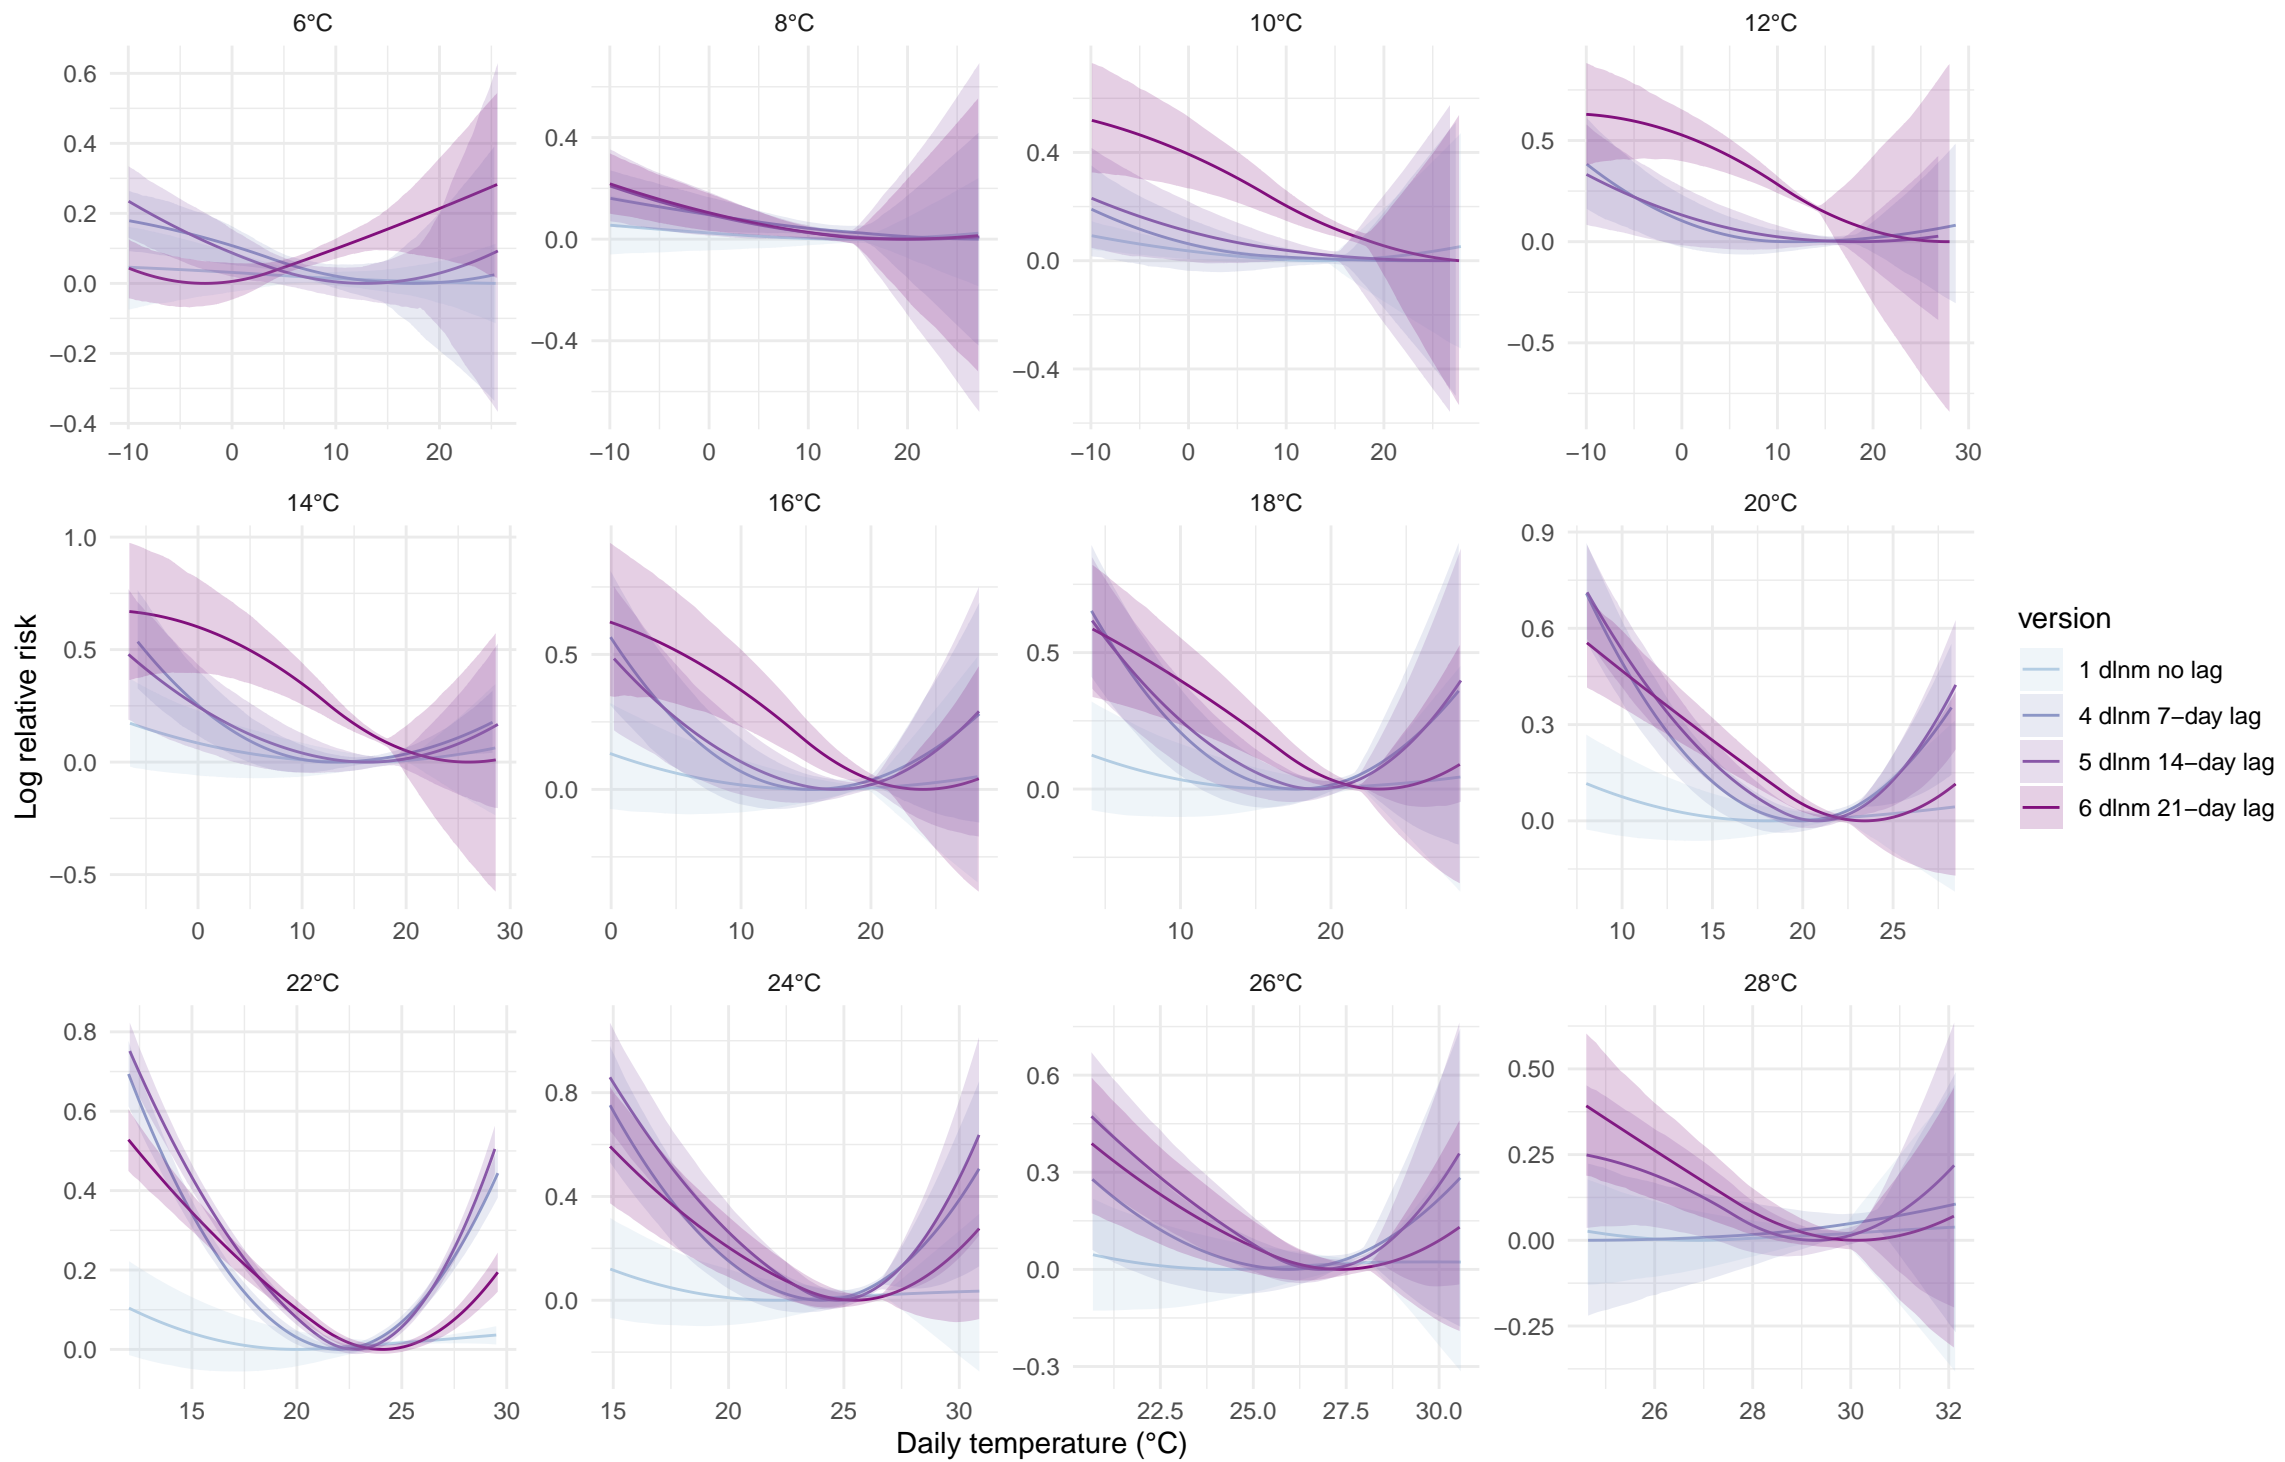 6°C 8°C 10°C 12°C
0.6
0.4
0.2
0.0
−0.2
−0.4
−10 0 10 20
0.4
0.0
−0.4
−10 0 10 20
0.4
0.0
−0.4
−10 0 10 20
0.5
0.0
−0.5
−10 0 10 20 30
14°C 16°C 18°C 20°C
1.0
0.5
0.0
−0.5
0 10 20 30
0.5
0.0
0 10 20
0.5
0.0
10 20
0.9
0.6
0.3
0.0
10 15 20 25
22°C 24°C 26°C 28°C
0.8
0.6
0.4
0.2
0.0
15 20 25 30
0.8
0.4
0.0
15 20 25 30
0.6
0.3
0.0
−0.3
22.5 25.0 27.5 30.0
0.50
0.25
0.00
−0.25
26 28 30 32
Log relative risk
Daily temperature (°C)
version
1 dlnm no lag
4 dlnm 7−day lag
5 dlnm 14−day lag
6 dlnm 21−day lag